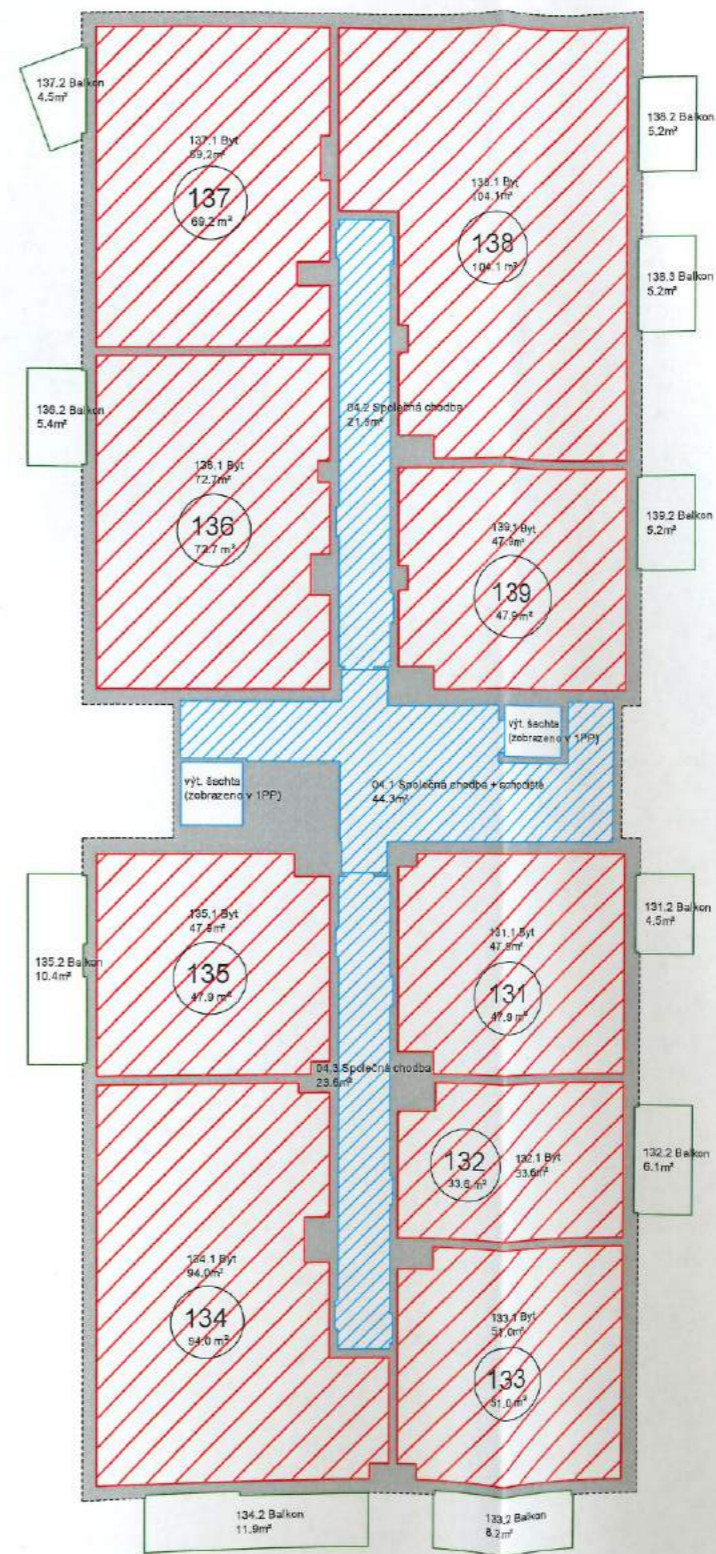 137.2 Balkon
4.5m²
137.1 Byt
69.2m²
137
69.2 m²
138.2 Balkon
5.2m²
138.1 Byt
104.1m²
138
104.1 m²
138.3 Balkon
5.2m²
136.2 Balkon
5.4m²
04.2 Společná chodba
21.9m²
136.1 Byt
72.7m²
136
72.7 m²
139.2 Balkon
5.2m²
139.1 Byt
47.9m²
139
47.9 m²
výt. šachta
(zobrazeno v 1PP)
výt. šachta
(zobrazeno v 1PP)
04.1 Společná chodba + schodiště
44.3m²
135.1 Byt
47.9m²
135
47.9 m²
135.2 Balkon
10.4m²
131.2 Balkon
4.5m²
131.1 Byt
47.9m²
131
47.9 m²
04.3 Společná chodba
23.6m²
132
33.6 m²
132.1 Byt
33.6m²
132.2 Balkon
6.1m²
134.1 Byt
94.0m²
134
94.0 m²
133.1 Byt
51.0m²
133
51.0 m²
134.2 Balkon
11.9m²
133.2 Balkon
8.2m²